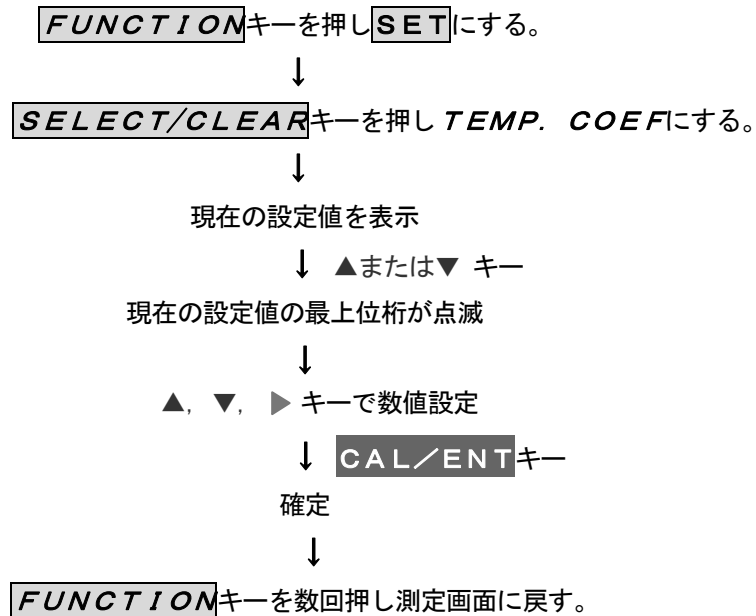 FUNCTIONキーを押しSETにする。
↓
SELECT/CLEARキーを押し TEMP. COEFにする。
↓
現在の設定値を表示
↓ ▲または▼ キー
現在の設定値の最上位桁が点滅
↓
▲, ▼, ▶ キーで数値設定
↓ CAL/ENTキー
確定
↓
FUNCTIONキーを数回押し測定画面に戻す。